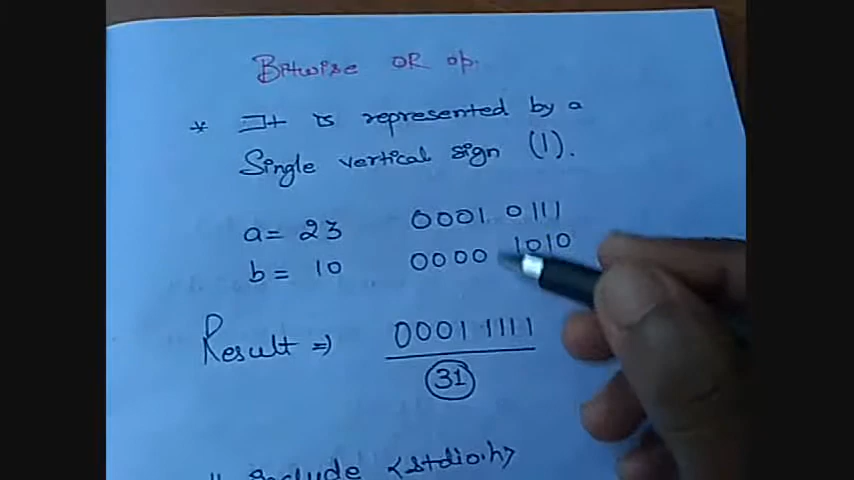 Bitwise OR op.
* It is represented by a
Single vertical sign (|).
a = 23 0001 0111
b = 10 0000 1010
Result => 0001 1111
31
# include <stdio.h>